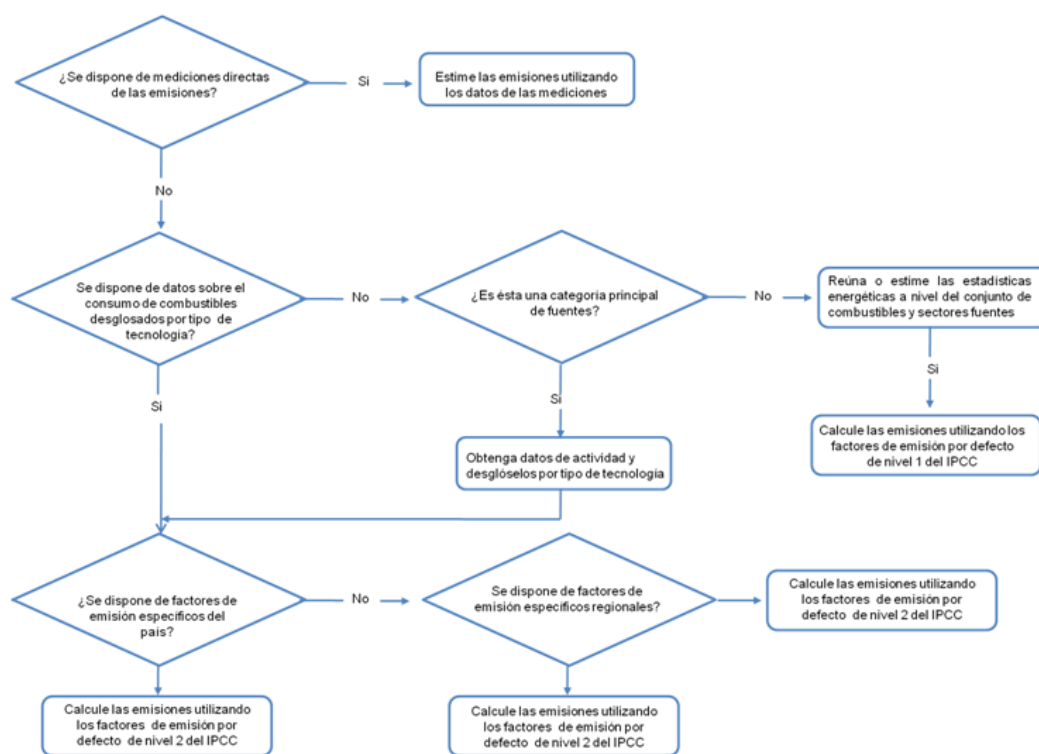 ¿Se dispone de mediciones directas
de las emisiones?
Si
Estime las emisiones utilizando
los datos de las mediciones
No
Se dispone de datos sobre el
consumo de combustibles
desglosados por tipo de
tecnología?
No
¿Es ésta una categoría principal
de fuentes?
No
Reúna o estime las estadísticas
energéticas a nivel del conjunto de
combustibles y sectores fuentes
Si
Si
Si
Calcule las emisiones utilizando los
factores de emisión por defecto
de nivel 1 del IPCC
Obtenga datos de actividad y
desglóselos por tipo de tecnología
¿Se dispone de factores de
emisión específicos del
país?
No
Se dispone de factores de
emisión específicos regionales?
Calcule las emisiones utilizando
los factores de emisión por
defecto de nivel 2 del IPCC
Calcule las emisiones utilizando
los factores de emisión por
defecto de nivel 2 del IPCC
Calcule las emisiones utilizando
los factores de emisión por
defecto de nivel 2 del IPCC